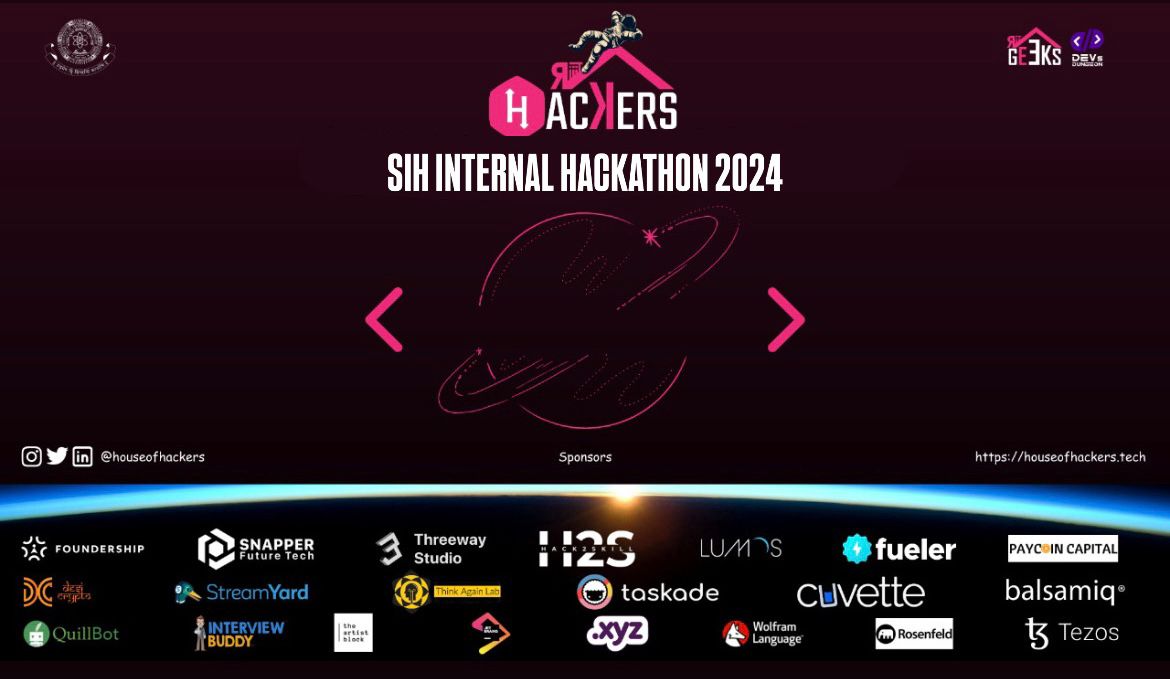 GEEKS
DEVs
DUNGEON
HACKERS
SIH INTERNAL HACKATHON 2024
@houseofhackers
Sponsors
https://houseofhackers.tech
FOUNDERSHIP
SNAPPER
Future Tech
Threeway
Studio
H2S
HACK2SKILL
LUMOS
fueler
PAYCOIN CAPITAL
desi
crypto
StreamYard
Think Again Lab
taskade
cuvette
balsamiq®
QuillBot
INTERVIEW
BUDDY
the
artist
block
.xyz
Wolfram
Language
Rosenfeld
Tezos